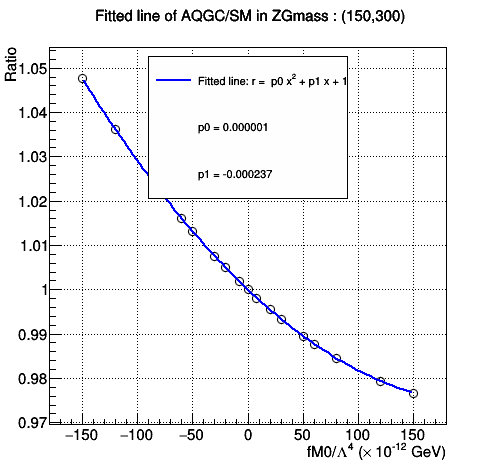 Fitted line of AQGC/SM in ZGmass : (150,300)
Ratio
1.05
1.04
1.03
1.02
1.01
1
0.99
0.98
0.97
Fitted line: r = p0 x² + p1 x + 1
p0 = 0.000001
p1 = -0.000237
−150 −100 −50 0 50 100 150
fM0/Λ⁴ (× 10⁻¹² GeV)